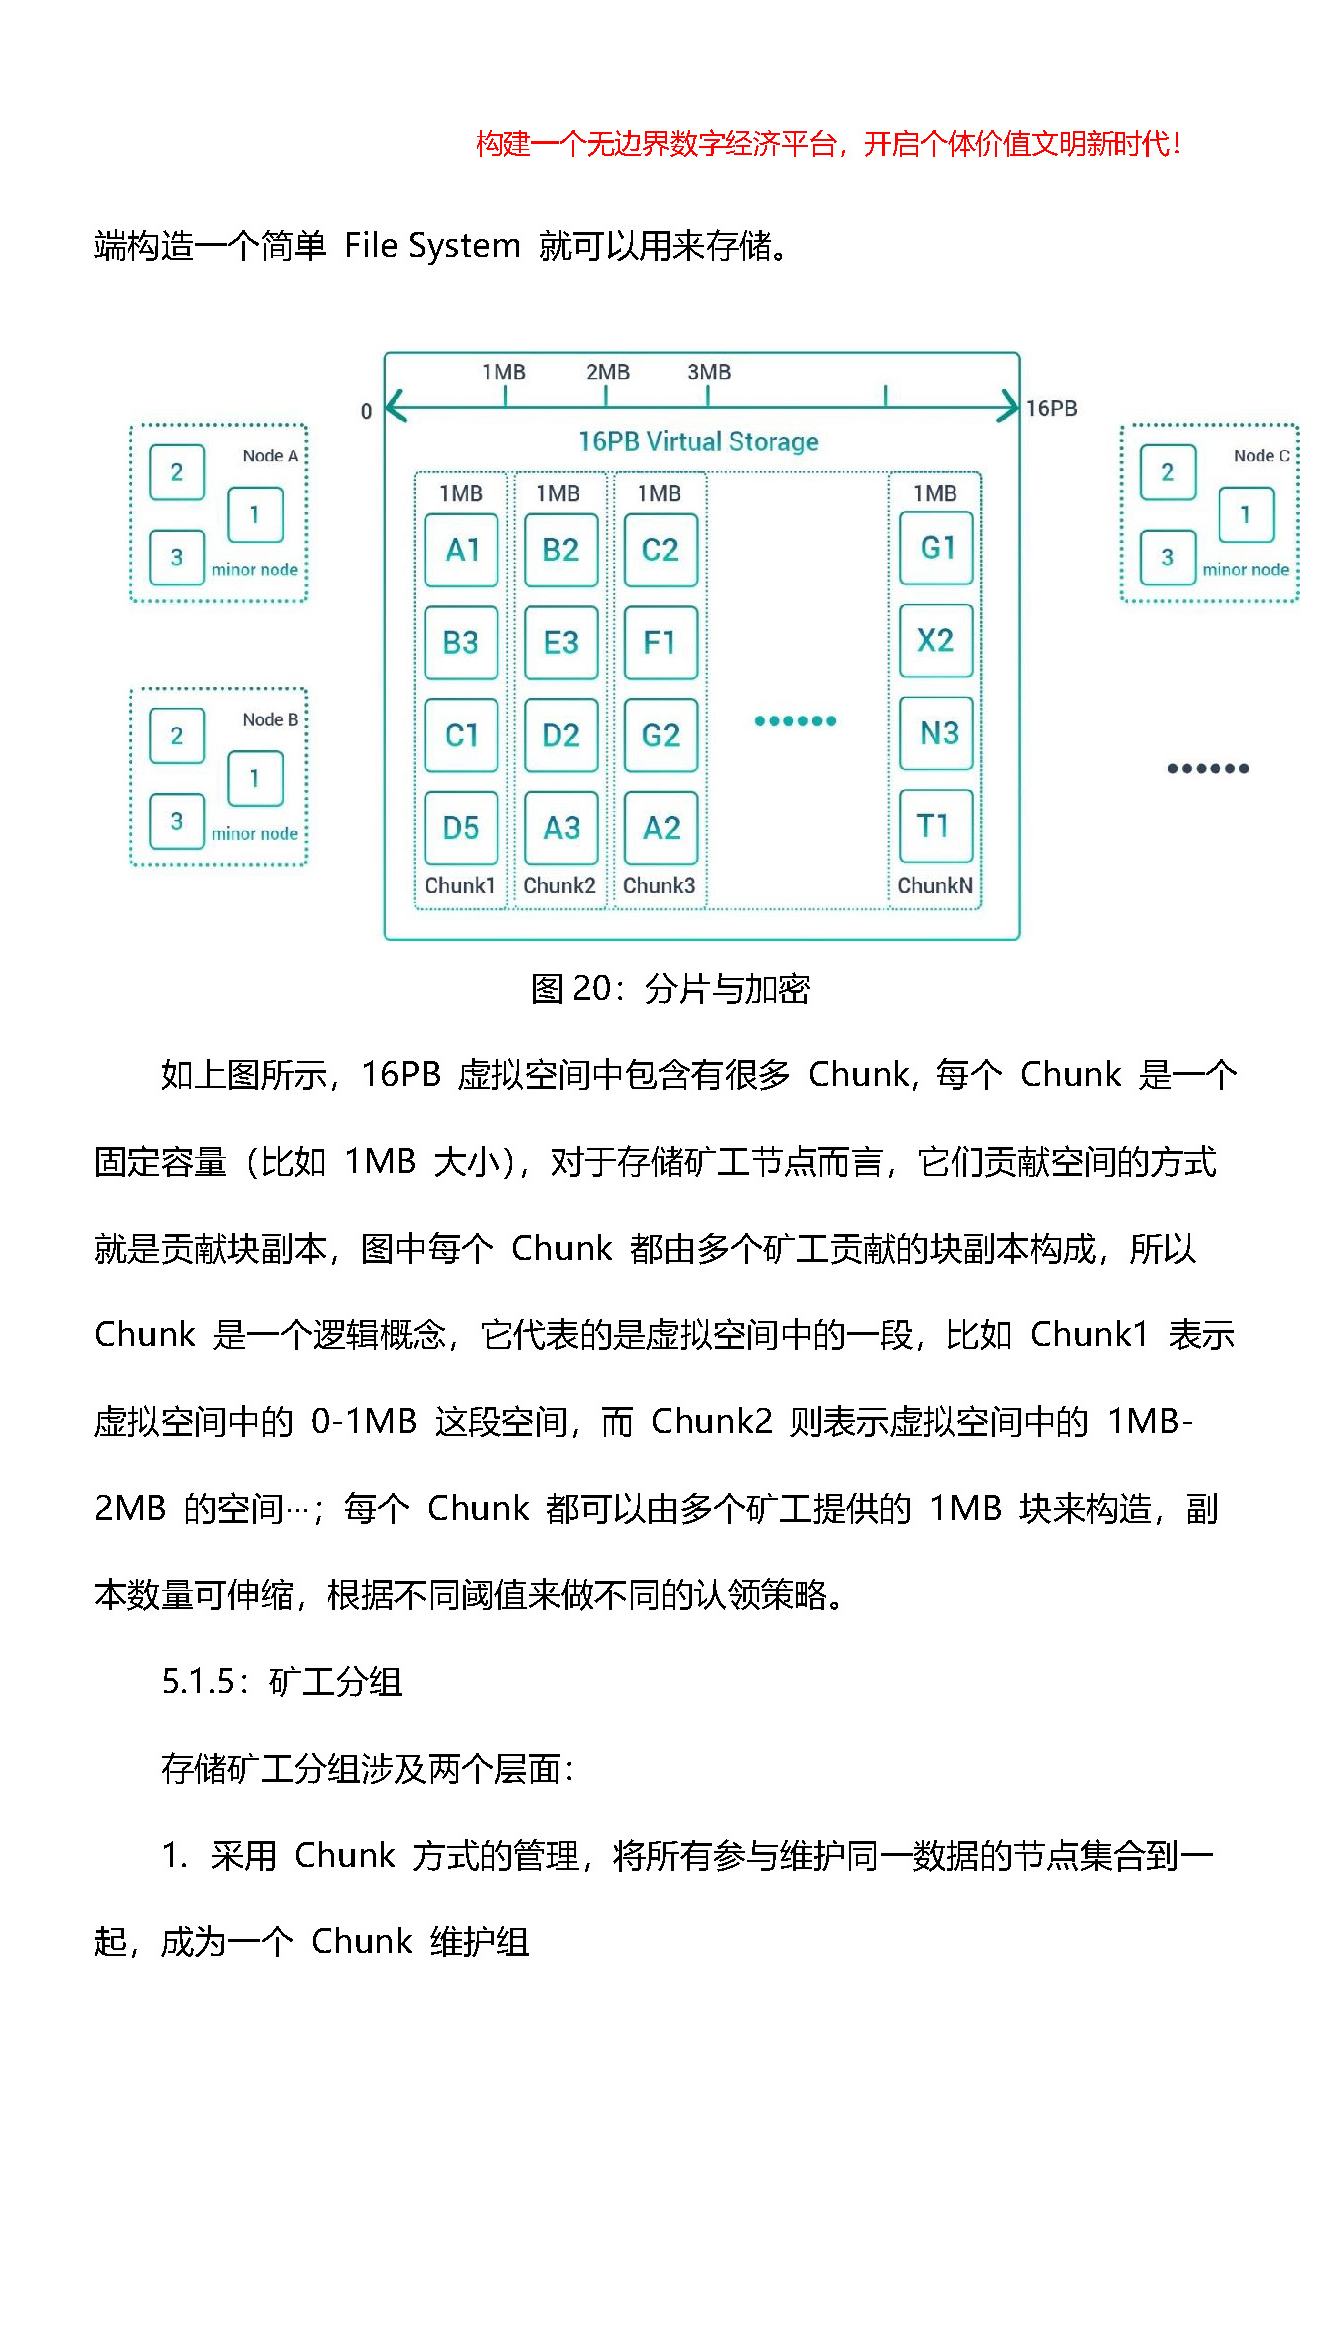 构建一个无边界数字经济平台，开启个体价值文明新时代！
端构造一个简单 File System 就可以用来存储。
1MB 2MB 3MB
0 16PB
16PB Virtual Storage
Node A
2
1
3
minor node
Node B
2
1
3
minor node
1MB 1MB 1MB 1MB
A1 B2 C2 G1
B3 E3 F1 X2
C1 D2 G2 •••••• N3
D5 A3 A2 T1
Chunk1 Chunk2 Chunk3 ChunkN
Node C
2
1
3
minor node
••••••
图 20：分片与加密
如上图所示，16PB 虚拟空间中包含有很多 Chunk, 每个 Chunk 是一个
固定容量（比如 1MB 大小），对于存储矿工节点而言，它们贡献空间的方式
就是贡献块副本，图中每个 Chunk 都由多个矿工贡献的块副本构成，所以
Chunk 是一个逻辑概念，它代表的是虚拟空间中的一段，比如 Chunk1 表示
虚拟空间中的 0-1MB 这段空间，而 Chunk2 则表示虚拟空间中的 1MB-
2MB 的空间…；每个 Chunk 都可以由多个矿工提供的 1MB 块来构造，副
本数量可伸缩，根据不同阈值来做不同的认领策略。
5.1.5：矿工分组
存储矿工分组涉及两个层面：
1. 采用 Chunk 方式的管理，将所有参与维护同一数据的节点集合到一
起，成为一个 Chunk 维护组